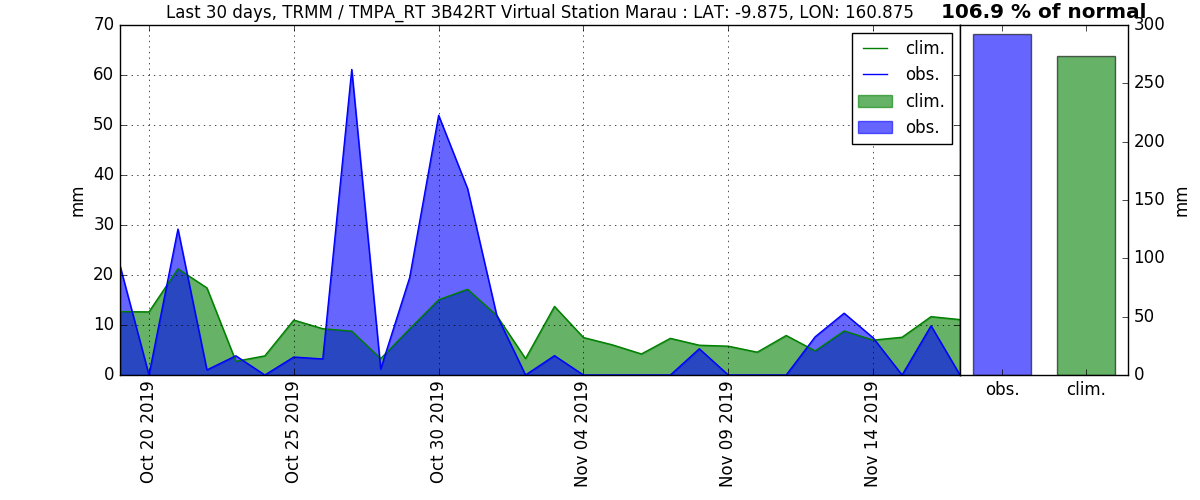 Last 30 days, TRMM / TMPA_RT 3B42RT Virtual Station Marau : LAT: -9.875, LON: 160.875
106.9 % of normal
70
60
50
40
30
20
10
0
mm
clim.
obs.
clim.
obs.
Oct 20 2019
Oct 25 2019
Oct 30 2019
Nov 04 2019
Nov 09 2019
Nov 14 2019
300
250
200
150
100
50
0
mm
obs.
clim.